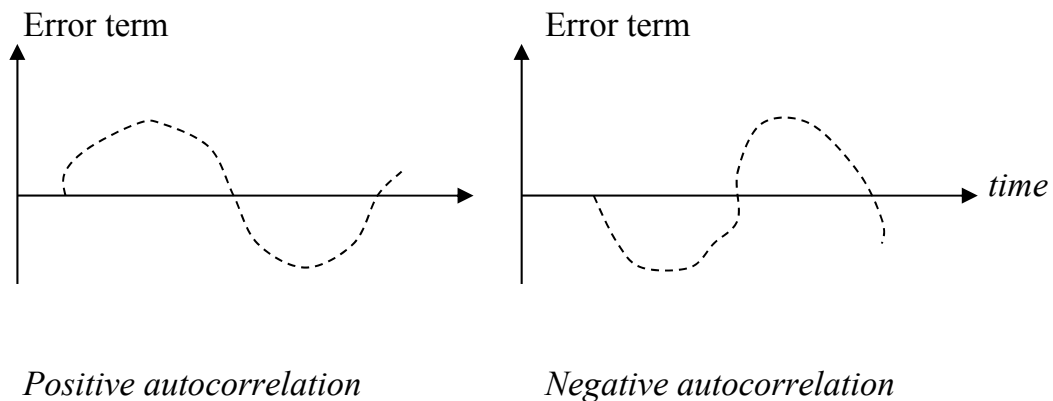 Error term
Error term
time
Positive autocorrelation
Negative autocorrelation